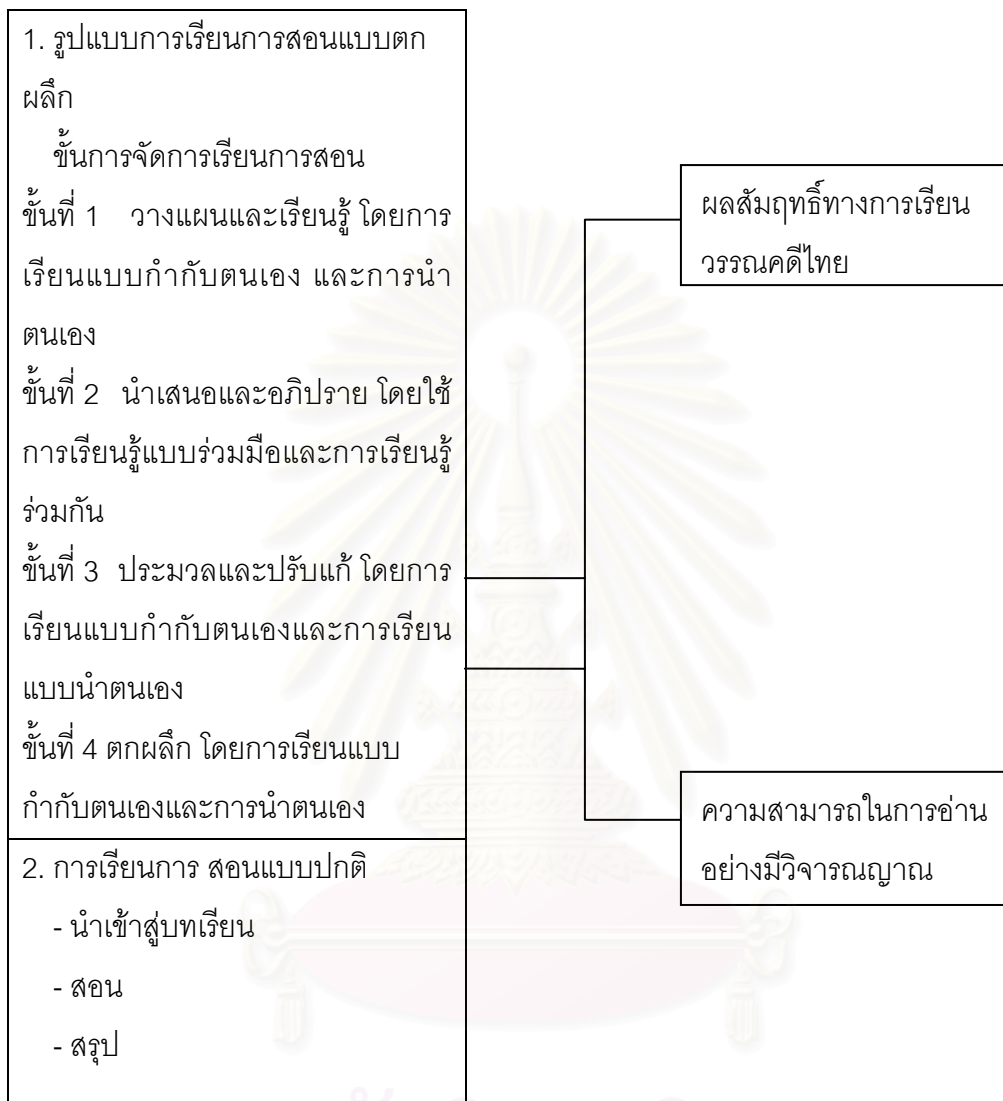 1. รูปแบบการเรียนการสอนแบบตก
ผลึก
ขั้นการจัดการเรียนการสอน
ขั้นที่ 1 วางแผนและเรียนรู้ โดยการ
เรียนแบบกำกับตนเอง และการนำ
ตนเอง
ขั้นที่ 2 นำเสนอและอภิปราย โดยใช้
การเรียนรู้แบบร่วมมือและการเรียนรู้
ร่วมกัน
ขั้นที่ 3 ประมวลและปรับแก้ โดยการ
เรียนแบบกำกับตนเองและการเรียน
แบบนำตนเอง
ขั้นที่ 4 ตกผลึก โดยการเรียนแบบ
กำกับตนเองและการนำตนเอง
2. การเรียนการ สอนแบบปกติ
- นำเข้าสู่บทเรียน
- สอน
- สรุป
ผลสัมฤทธิ์ทางการเรียน
วรรณคดีไทย
ความสามารถในการอ่าน
อย่างมีวิจารณญาณ